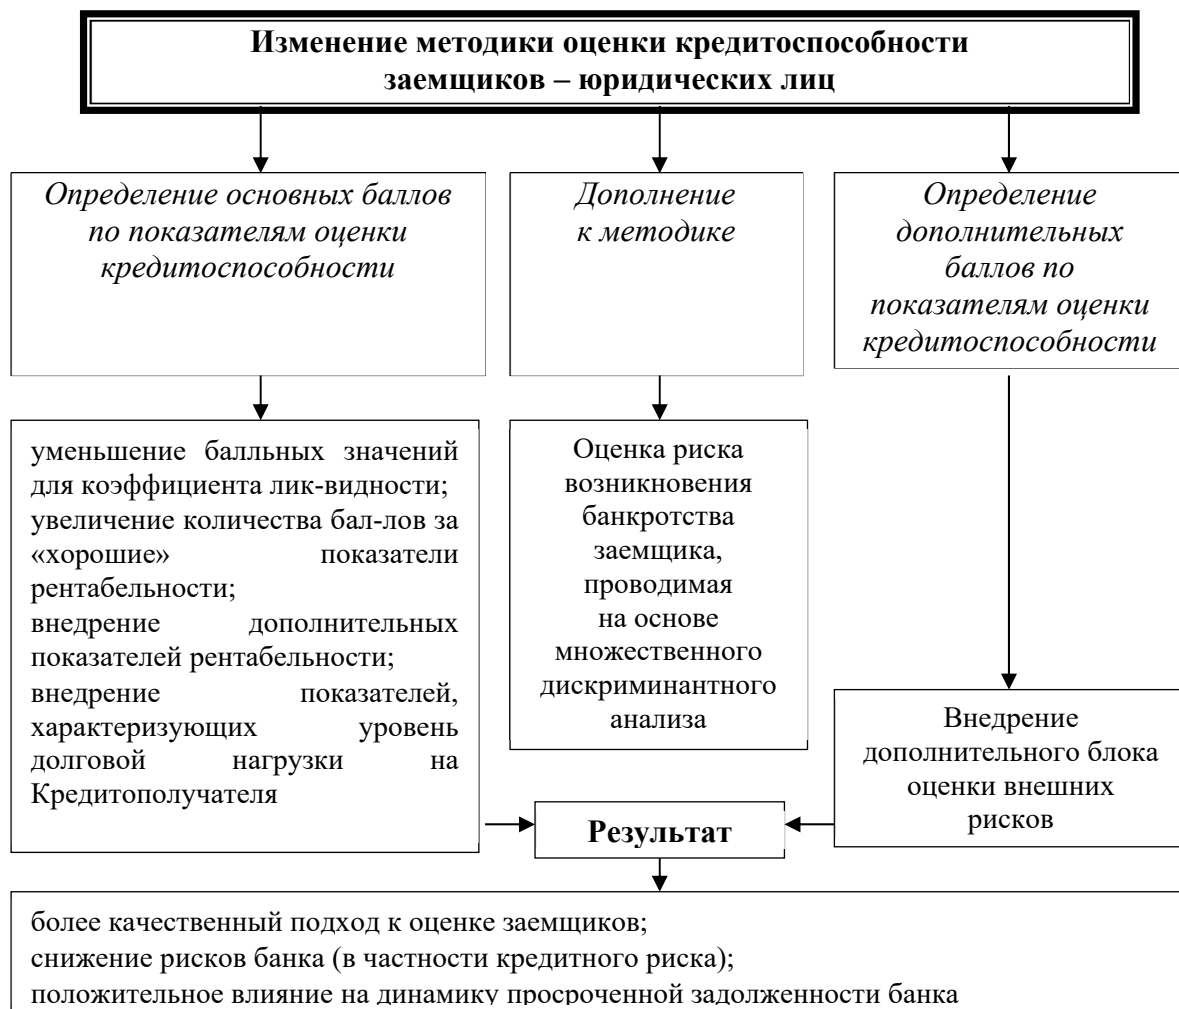 Изменение методики оценки кредитоспособности
заемщиков – юридических лиц
Определение основных баллов
по показателям оценки
кредитоспособности
Дополнение
к методике
Определение
дополнительных
баллов по
показателям оценки
кредитоспособности
уменьшение балльных значений
для коэффициента лик-видности;
увеличение количества бал-лов за
«хорошие» показатели
рентабельности;
внедрение дополнительных
показателей рентабельности;
внедрение показателей,
характеризующих уровень
долговой нагрузки на
Кредитополучателя
Оценка риска
возникновения
банкротства
заемщика,
проводимая
на основе
множественного
дискриминантного
анализа
Внедрение
дополнительного блока
оценки внешних
рисков
Результат
более качественный подход к оценке заемщиков;
снижение рисков банка (в частности кредитного риска);
положительное влияние на динамику просроченной задолженности банка